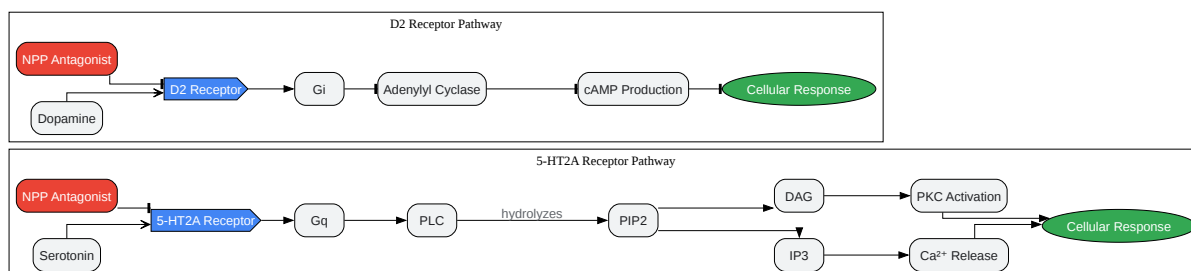 D2 Receptor Pathway
NPP Antagonist
D2 Receptor
Gi
Adenylyl Cyclase
cAMP Production
Cellular Response
Dopamine
5-HT2A Receptor Pathway
NPP Antagonist
5-HT2A Receptor
Gq
PLC
hydrolyzes
PIP2
DAG
PKC Activation
Cellular Response
Serotonin
IP3
Ca²⁺ Release